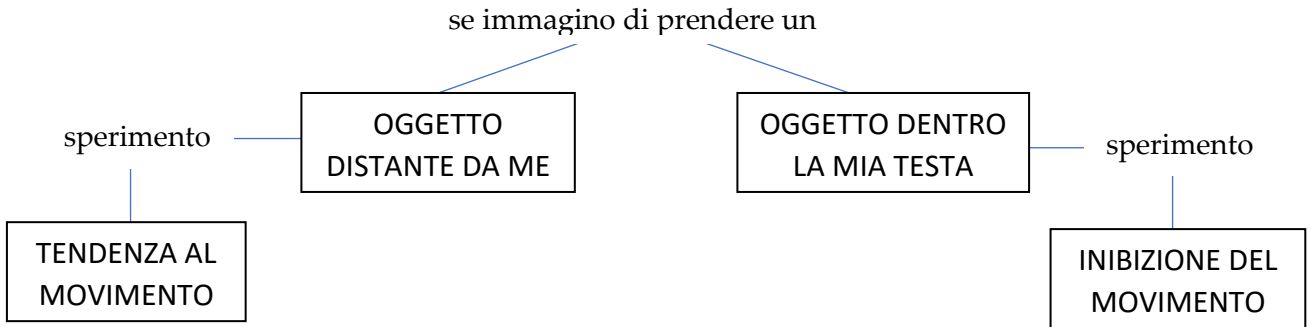 se immagino di prendere un
OGGETTO
DISTANTE DA ME
OGGETTO DENTRO
LA MIA TESTA
sperimento
sperimento
TENDENZA AL
MOVIMENTO
INIBIZIONE DEL
MOVIMENTO